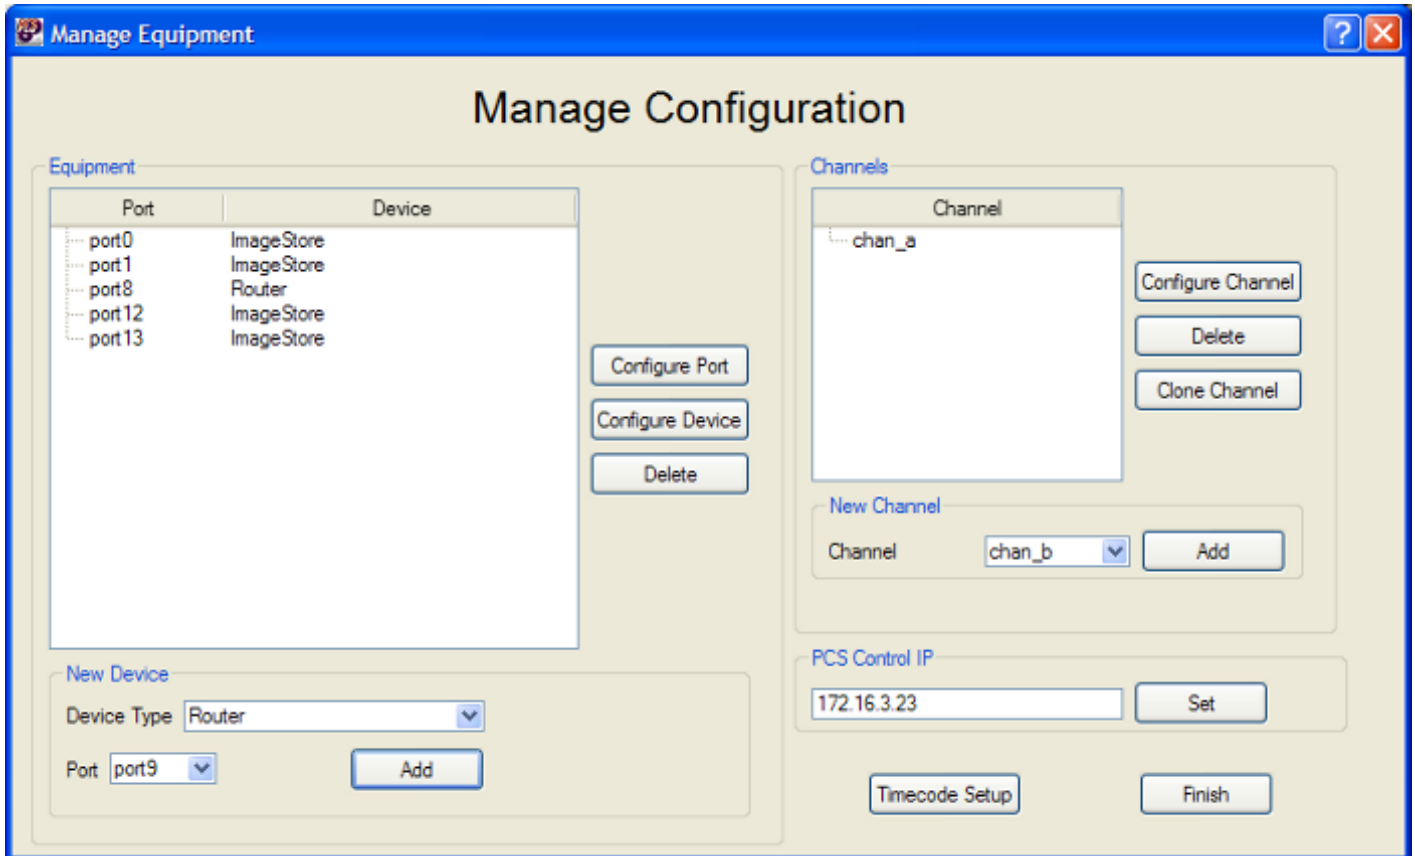 Manage Equipment
Manage Configuration
Equipment
Port Device
port0 ImageStore
port1 ImageStore
port8 Router
port12 ImageStore
port13 ImageStore
Configure Port
Configure Device
Delete
New Device
Device Type Router
Port port9 Add
Channels
Channel
chan_a
Configure Channel
Delete
Clone Channel
New Channel
Channel chan_b Add
PCS Control IP
172.16.3.23 Set
Timecode Setup Finish